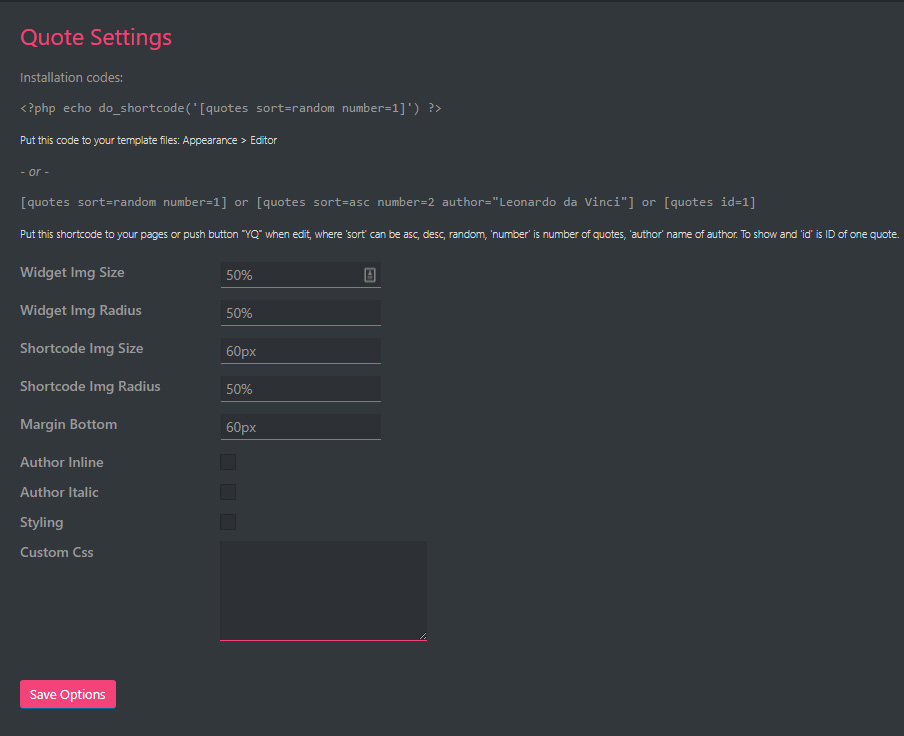 Quote Settings
Installation codes:
<?php echo do_shortcode('[quotes sort=random number=1]') ?>
Put this code to your template files: Appearance > Editor
- or -
[quotes sort=random number=1] or [quotes sort=asc number=2 author="Leonardo da Vinci"] or [quotes id=1]
Put this shortcode to your pages or push button "YQ" when edit, where 'sort' can be asc, desc, random, 'number' is number of quotes, 'author' name of author. To show and 'id' is ID of one quote.
Widget Img Size 50%
Widget Img Radius 50%
Shortcode Img Size 60px
Shortcode Img Radius 50%
Margin Bottom 60px
Author Inline
Author Italic
Styling
Custom Css
Save Options